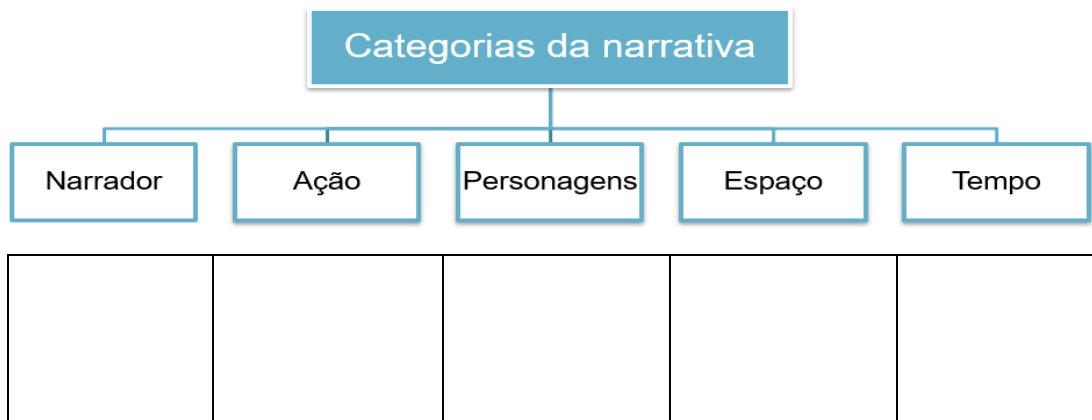 Categorias da narrativa
Narrador
Ação
Personagens
Espaço
Tempo